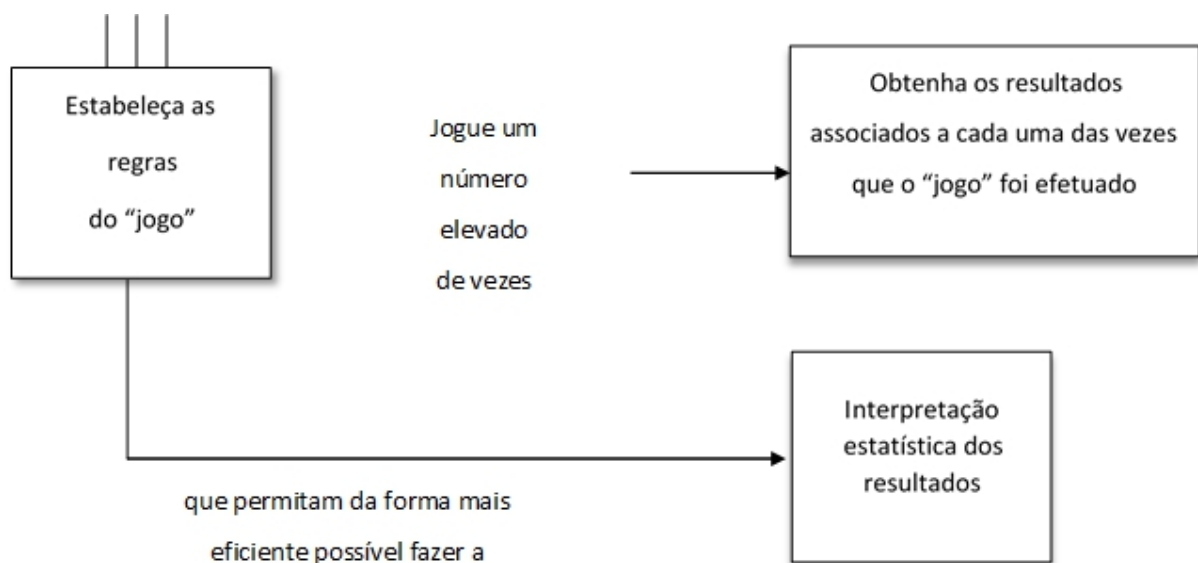 Estabeleça as
regras
do “jogo”
Jogue um
número
elevado
de vezes
Obtenha os resultados
associados a cada uma das vezes
que o “jogo” foi efetuado
que permitam da forma mais
eficiente possível fazer a
Interpretação
estatística dos
resultados